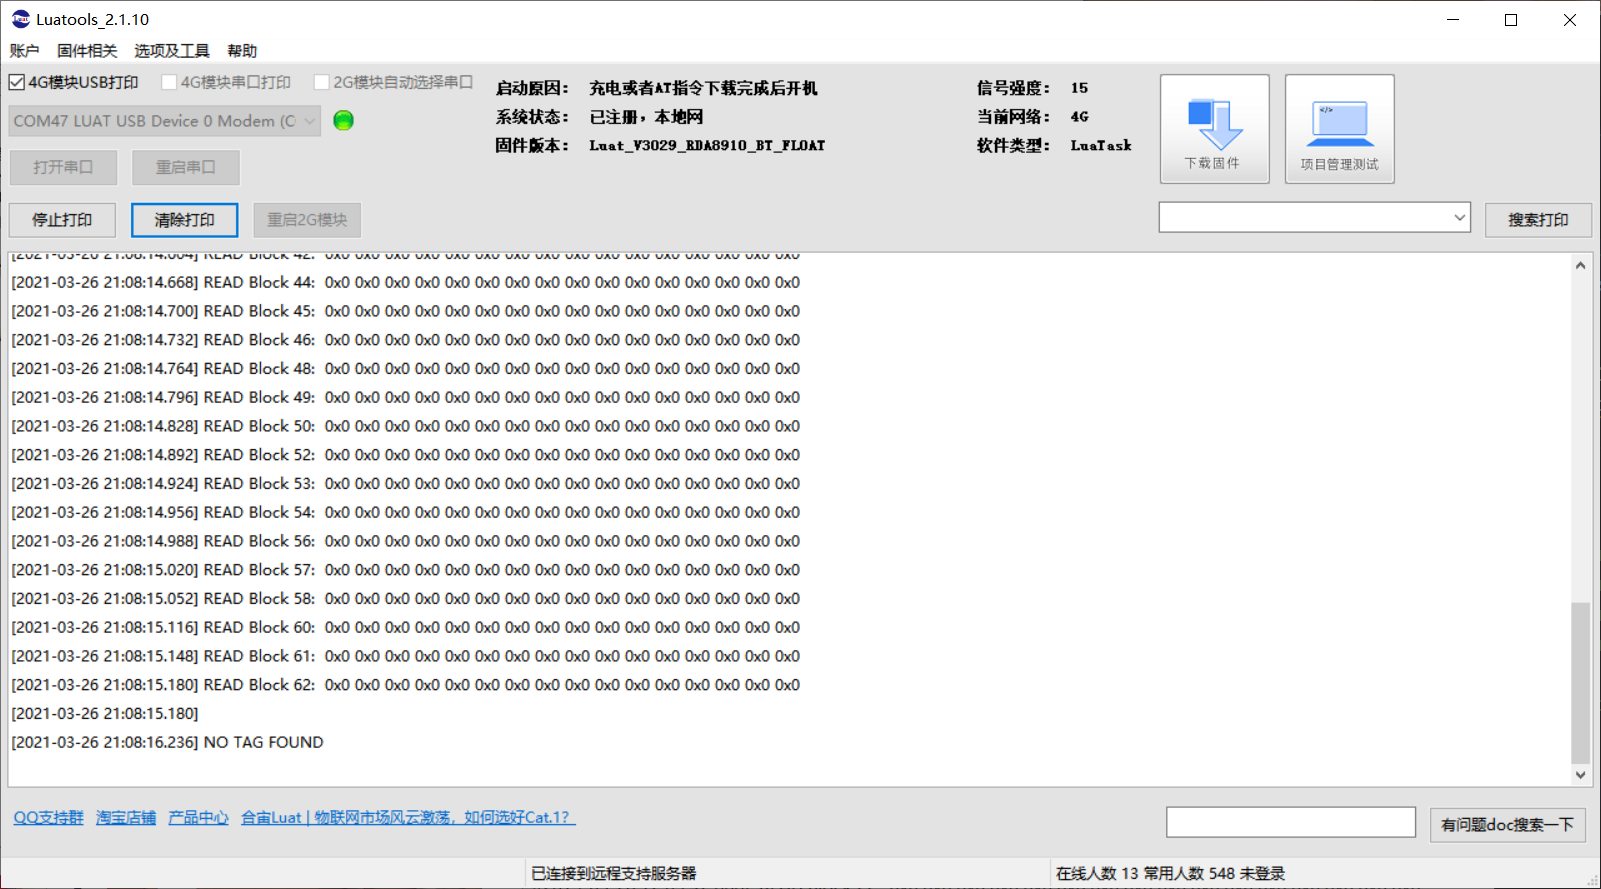 Luatools_2.1.10
账户 固件相关 选项及工具 帮助
4G模块USB打印 4G模块串口打印 2G模块自动选择串口
COM47 LUAT USB Device 0 Modem (C
打开串口 重启串口
停止打印 清除打印 重启2G模块
启动原因： 充电或者AT指令下载完成后开机
系统状态： 已注册，本地网
固件版本： Luat_V3029_RDA8910_BT_FLOAT
信号强度： 15
当前网络： 4G
软件类型： LuaTask
下载固件
项目管理测试
搜索打印
[2021-03-26 21:08:14.604] READ Block 42: 0x0 0x0 0x0 0x0 0x0 0x0 0x0 0x0 0x0 0x0 0x0 0x0 0x0 0x0 0x0 0x0
[2021-03-26 21:08:14.668] READ Block 44: 0x0 0x0 0x0 0x0 0x0 0x0 0x0 0x0 0x0 0x0 0x0 0x0 0x0 0x0 0x0 0x0
[2021-03-26 21:08:14.700] READ Block 45: 0x0 0x0 0x0 0x0 0x0 0x0 0x0 0x0 0x0 0x0 0x0 0x0 0x0 0x0 0x0 0x0
[2021-03-26 21:08:14.732] READ Block 46: 0x0 0x0 0x0 0x0 0x0 0x0 0x0 0x0 0x0 0x0 0x0 0x0 0x0 0x0 0x0 0x0
[2021-03-26 21:08:14.764] READ Block 48: 0x0 0x0 0x0 0x0 0x0 0x0 0x0 0x0 0x0 0x0 0x0 0x0 0x0 0x0 0x0 0x0
[2021-03-26 21:08:14.796] READ Block 49: 0x0 0x0 0x0 0x0 0x0 0x0 0x0 0x0 0x0 0x0 0x0 0x0 0x0 0x0 0x0 0x0
[2021-03-26 21:08:14.828] READ Block 50: 0x0 0x0 0x0 0x0 0x0 0x0 0x0 0x0 0x0 0x0 0x0 0x0 0x0 0x0 0x0 0x0
[2021-03-26 21:08:14.892] READ Block 52: 0x0 0x0 0x0 0x0 0x0 0x0 0x0 0x0 0x0 0x0 0x0 0x0 0x0 0x0 0x0 0x0
[2021-03-26 21:08:14.924] READ Block 53: 0x0 0x0 0x0 0x0 0x0 0x0 0x0 0x0 0x0 0x0 0x0 0x0 0x0 0x0 0x0 0x0
[2021-03-26 21:08:14.956] READ Block 54: 0x0 0x0 0x0 0x0 0x0 0x0 0x0 0x0 0x0 0x0 0x0 0x0 0x0 0x0 0x0 0x0
[2021-03-26 21:08:14.988] READ Block 56: 0x0 0x0 0x0 0x0 0x0 0x0 0x0 0x0 0x0 0x0 0x0 0x0 0x0 0x0 0x0 0x0
[2021-03-26 21:08:15.020] READ Block 57: 0x0 0x0 0x0 0x0 0x0 0x0 0x0 0x0 0x0 0x0 0x0 0x0 0x0 0x0 0x0 0x0
[2021-03-26 21:08:15.052] READ Block 58: 0x0 0x0 0x0 0x0 0x0 0x0 0x0 0x0 0x0 0x0 0x0 0x0 0x0 0x0 0x0 0x0
[2021-03-26 21:08:15.116] READ Block 60: 0x0 0x0 0x0 0x0 0x0 0x0 0x0 0x0 0x0 0x0 0x0 0x0 0x0 0x0 0x0 0x0
[2021-03-26 21:08:15.148] READ Block 61: 0x0 0x0 0x0 0x0 0x0 0x0 0x0 0x0 0x0 0x0 0x0 0x0 0x0 0x0 0x0 0x0
[2021-03-26 21:08:15.180] READ Block 62: 0x0 0x0 0x0 0x0 0x0 0x0 0x0 0x0 0x0 0x0 0x0 0x0 0x0 0x0 0x0 0x0
[2021-03-26 21:08:15.180]
[2021-03-26 21:08:16.236] NO TAG FOUND
QQ支持群 淘宝店铺 产品中心 合宙Luat | 物联网市场风云激荡，如何选好Cat.1？
有问题doc搜索一下
已连接到远程支持服务器
在线人数 13 常用人数 548 未登录